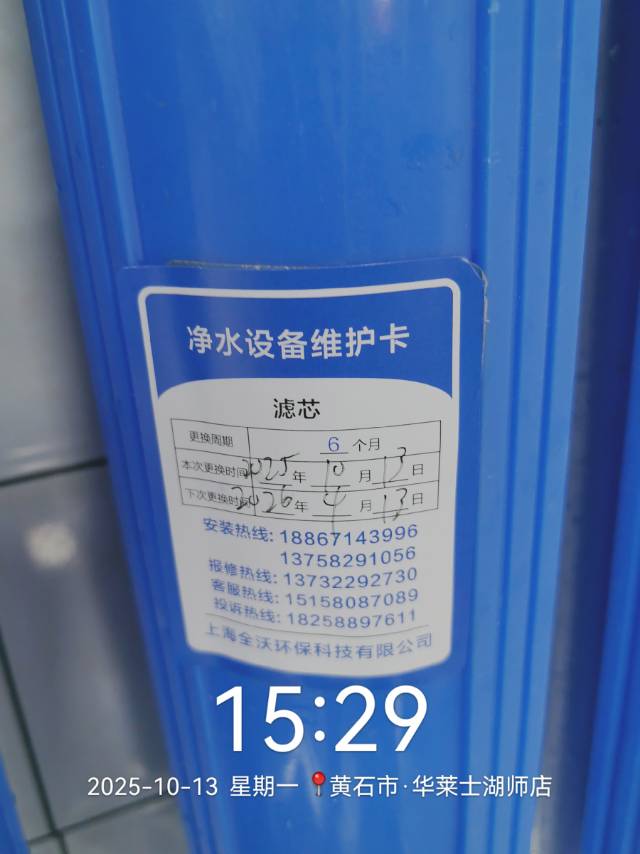 净水设备维护卡
滤芯
更换周期 6 个月
本次更换时间 2025 年 10 月 13 日
下次更换时间 2026 年 4 月 13 日
安装热线: 18867143996
13758291056
报修热线: 13732292730
客服热线: 15158087089
投诉热线: 18258897611
上海全沃环保科技有限公司
15:29
2025-10-13 星期一 📍黄石市·华莱士湖师店